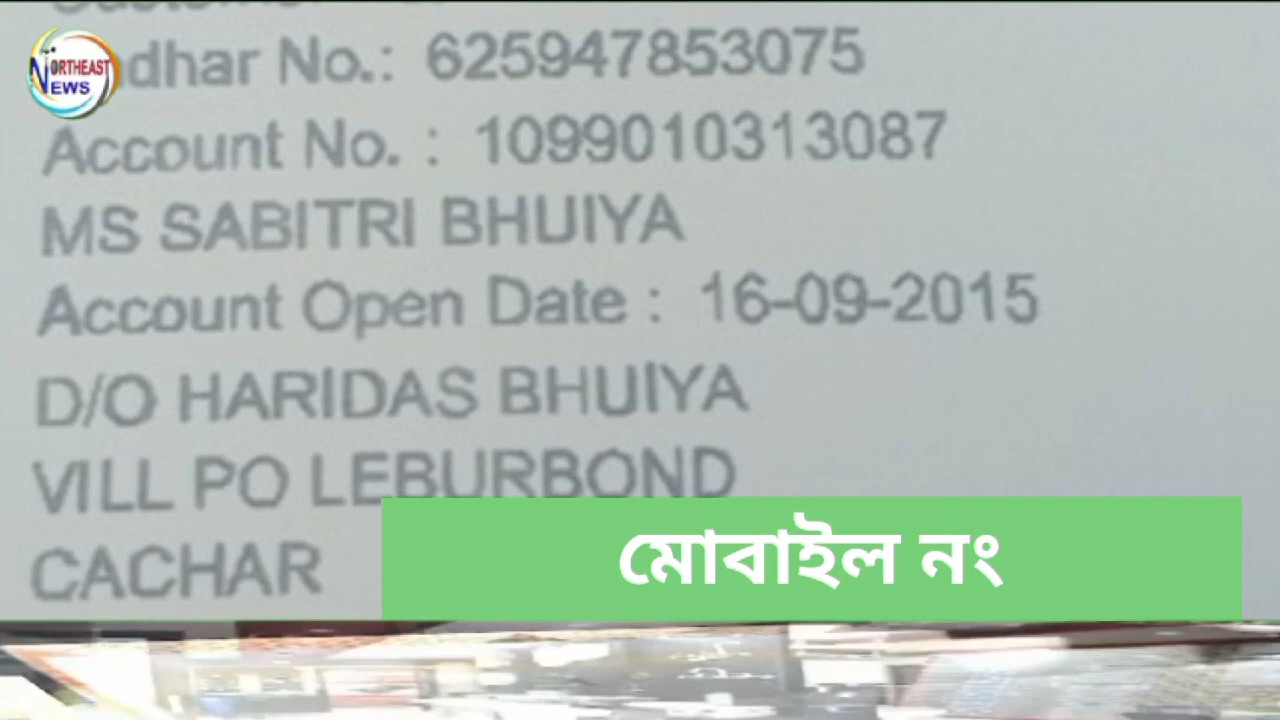 NORTHEAST
NEWS
dhar No.: 625947853075
Account No. : 1099010313087
MS SABITRI BHUIYA
Account Open Date : 16-09-2015
D/O HARIDAS BHUIYA
VILL PO LEBURBOND
CACHAR
মোবাইল নং